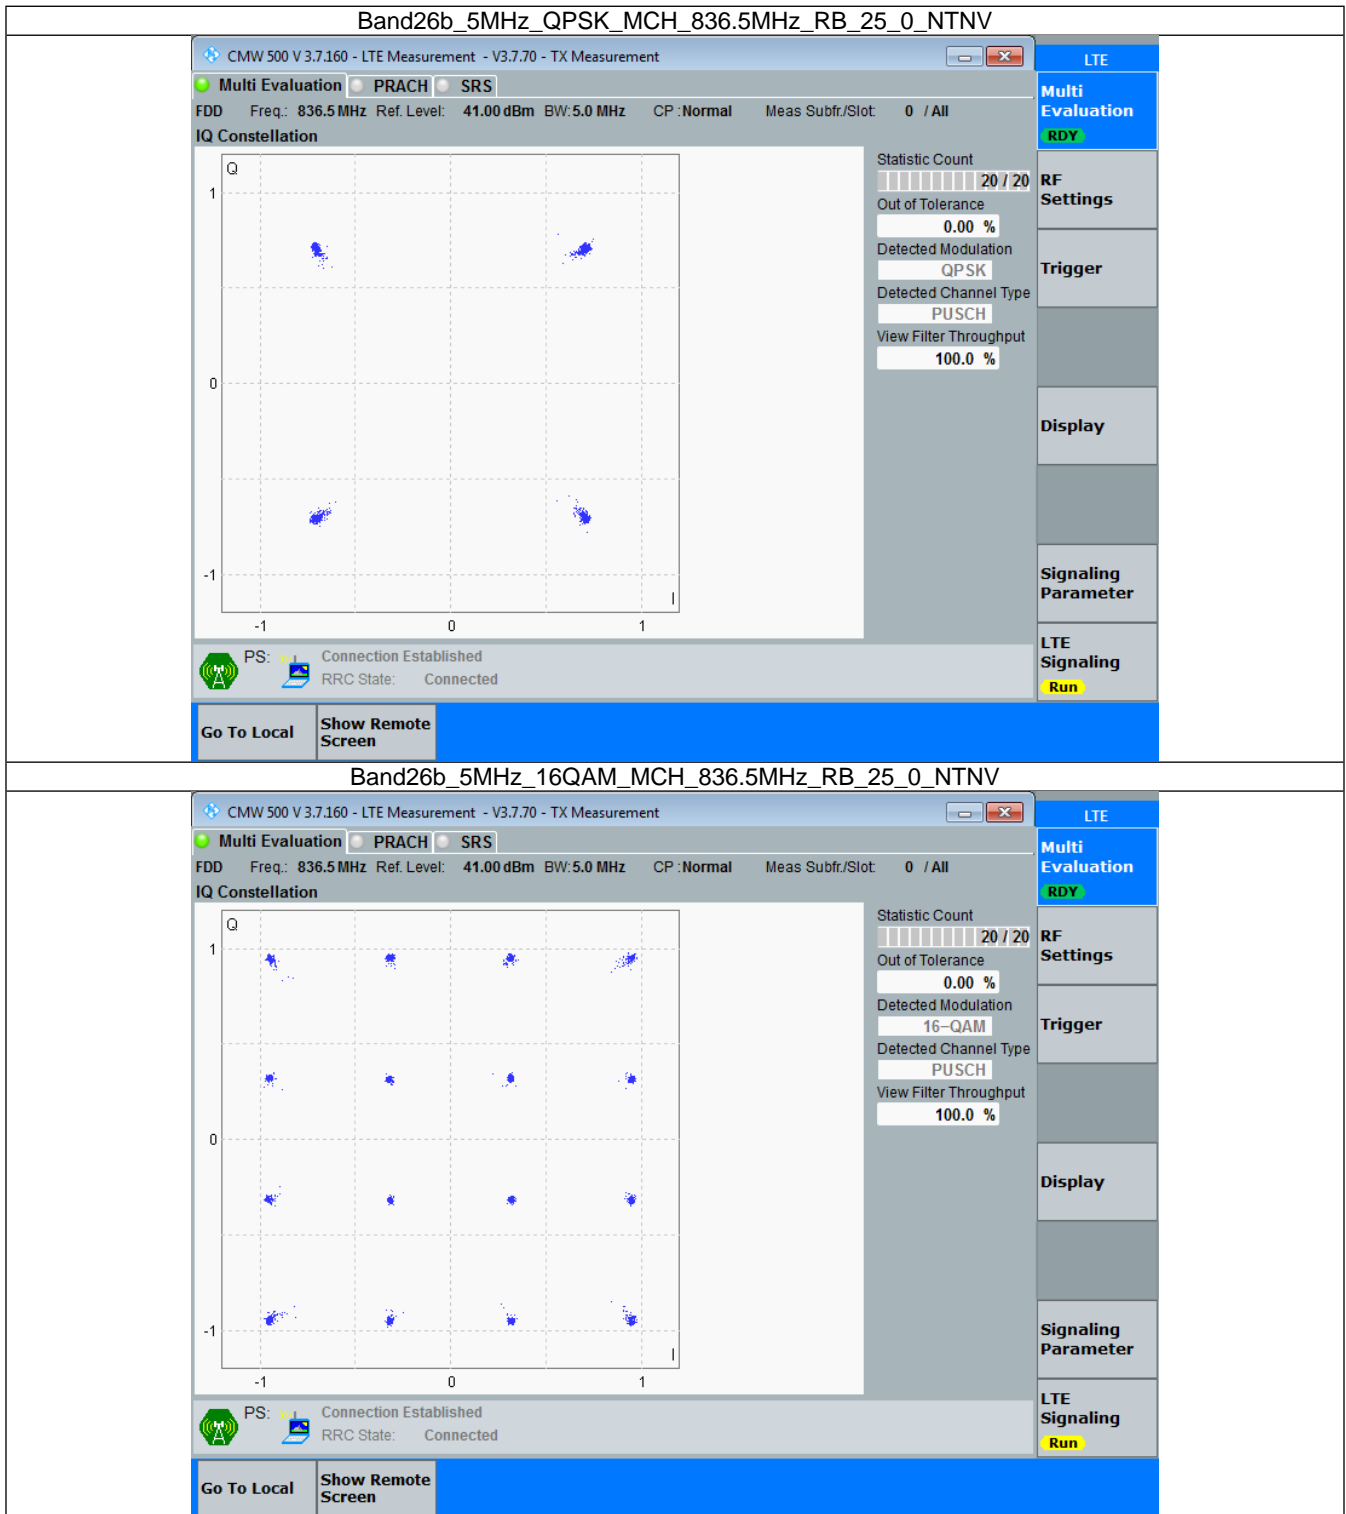 Band26b_5MHz_QPSK_MCH_836.5MHz_RB_25_0_NTNV
CMW 500 V 3.7.160 - LTE Measurement - V3.7.70 - TX Measurement
LTE
Multi Evaluation PRACH SRS
Multi
Evaluation
RDY
FDD Freq.: 836.5 MHz Ref. Level: 41.00 dBm BW: 5.0 MHz CP : Normal Meas Subfr./Slot: 0 / All
IQ Constellation
Q
1
0
-1
I
-1 0 1
Statistic Count
20 / 20
Out of Tolerance
0.00 %
Detected Modulation
QPSK
Detected Channel Type
PUSCH
View Filter Throughput
100.0 %
RF
Settings
Trigger
Display
Signaling
Parameter
LTE
Signaling
Run
PS: Connection Established
RRC State: Connected
Go To Local
Show Remote
Screen
Band26b_5MHz_16QAM_MCH_836.5MHz_RB_25_0_NTNV
CMW 500 V 3.7.160 - LTE Measurement - V3.7.70 - TX Measurement
LTE
Multi Evaluation PRACH SRS
Multi
Evaluation
RDY
FDD Freq.: 836.5 MHz Ref. Level: 41.00 dBm BW: 5.0 MHz CP : Normal Meas Subfr./Slot: 0 / All
IQ Constellation
Q
1
0
-1
I
-1 0 1
Statistic Count
20 / 20
Out of Tolerance
0.00 %
Detected Modulation
16-QAM
Detected Channel Type
PUSCH
View Filter Throughput
100.0 %
RF
Settings
Trigger
Display
Signaling
Parameter
LTE
Signaling
Run
PS: Connection Established
RRC State: Connected
Go To Local
Show Remote
Screen